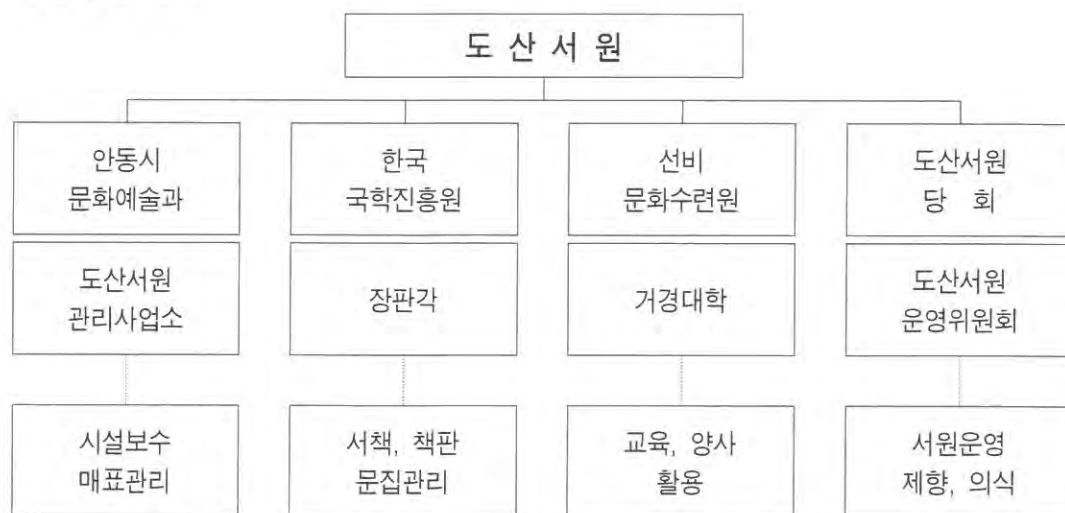 도 산 서 원
안동시
문화예술과
한국
국학진흥원
선비
문화수련원
도산서원
당 회
도산서원
관리사업소
장판각
거경대학
도산서원
운영위원회
시설보수
매표관리
서책, 책판
문집관리
교육, 양사
활용
서원운영
제향, 의식